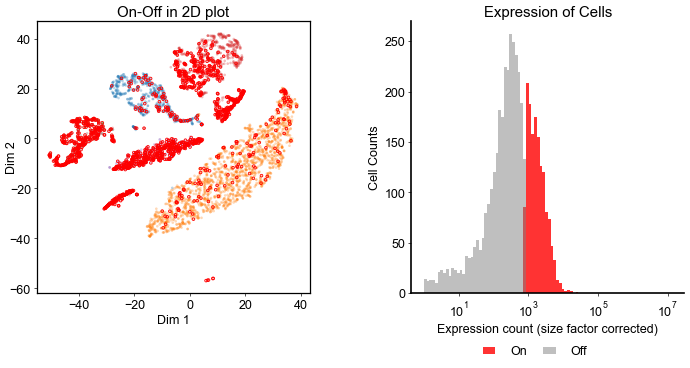 On-Off in 2D plot
40
20
0
−20
−40
−60
Dim 2
−40 −20 0 20 40
Dim 1
Expression of Cells
250
200
150
100
50
0
Cell Counts
10^1 10^3 10^5 10^7
Expression count (size factor corrected)
On Off